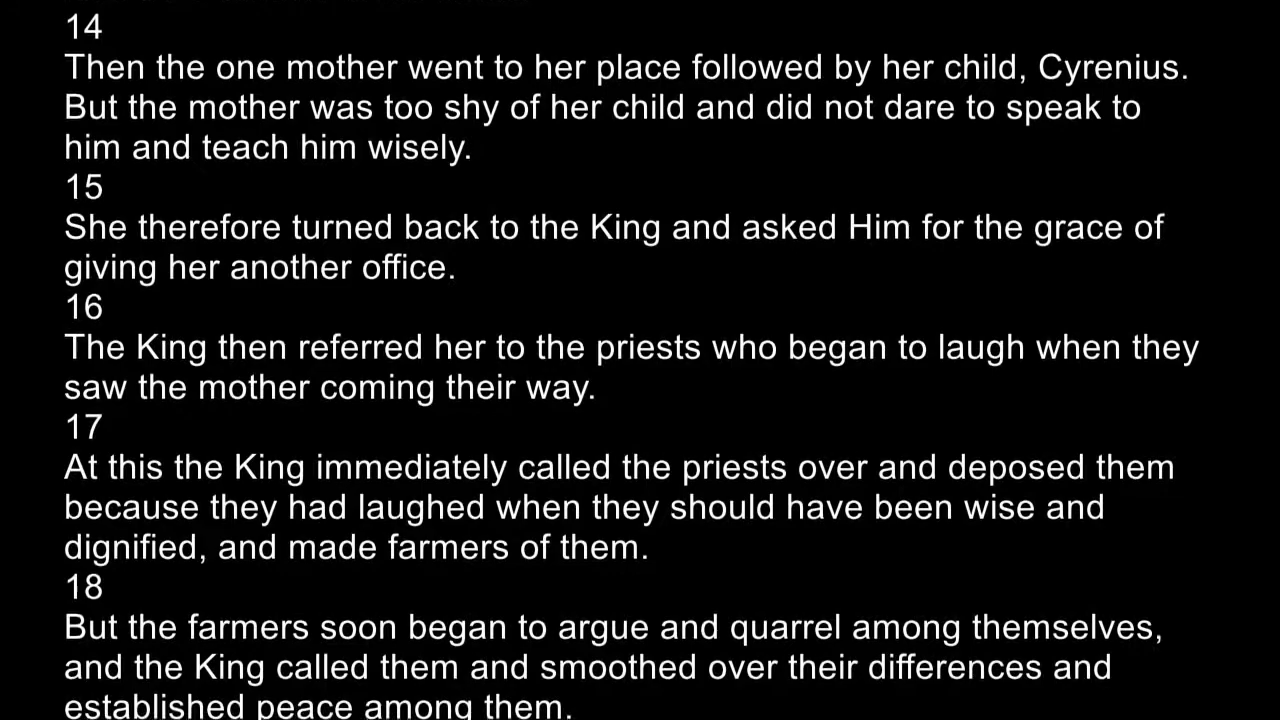 14
Then the one mother went to her place followed by her child, Cyrenius.
But the mother was too shy of her child and did not dare to speak to
him and teach him wisely.
15
She therefore turned back to the King and asked Him for the grace of
giving her another office.
16
The King then referred her to the priests who began to laugh when they
saw the mother coming their way.
17
At this the King immediately called the priests over and deposed them
because they had laughed when they should have been wise and
dignified, and made farmers of them.
18
But the farmers soon began to argue and quarrel among themselves,
and the King called them and smoothed over their differences and
established peace among them.